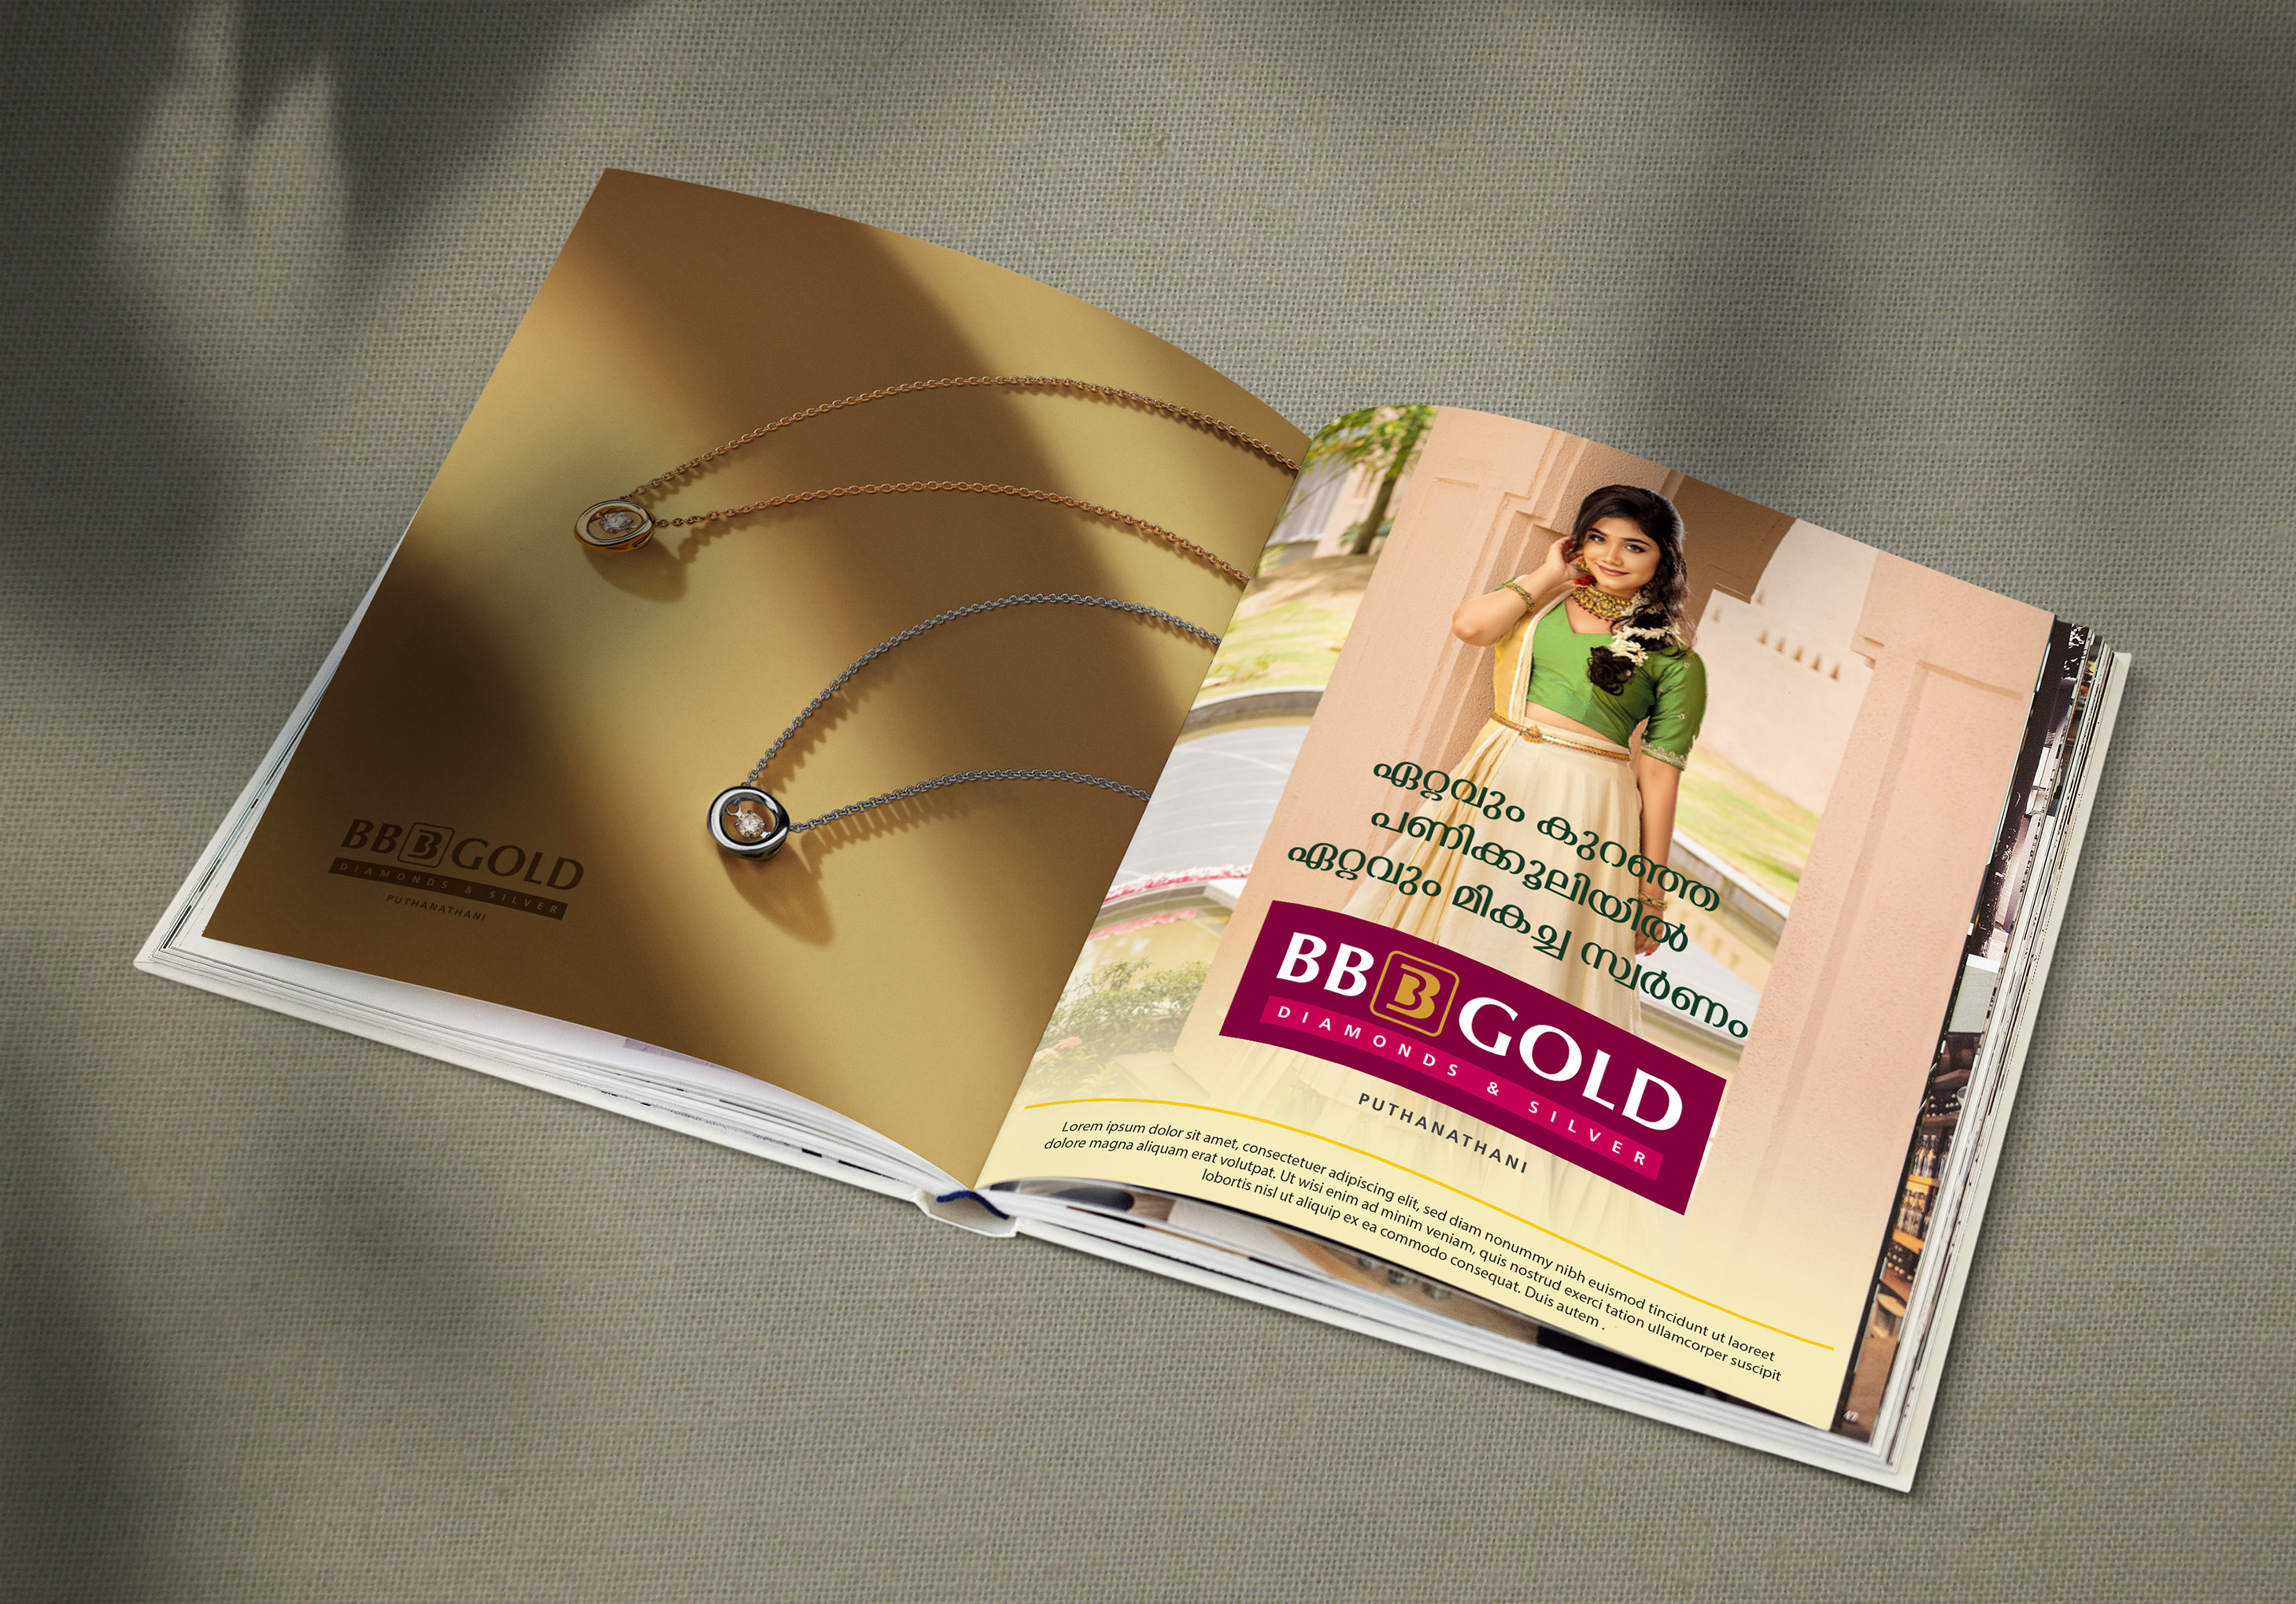 BB B GOLD
DIAMONDS & SILVER
PUTHANATHANI
ഏറ്റവും കുറഞ്ഞ
പണിക്കൂലിയിൽ
ഏറ്റവും മികച്ച സ്വർണം
BB B GOLD
DIAMONDS & SILVER
PUTHANATHANI
Lorem ipsum dolor sit amet, consectetuer adipiscing elit, sed diam nonummy nibh euismod tincidunt ut laoreet
dolore magna aliquam erat volutpat. Ut wisi enim ad minim veniam, quis nostrud exerci tation ullamcorper suscipit
lobortis nisl ut aliquip ex ea commodo consequat. Duis autem .